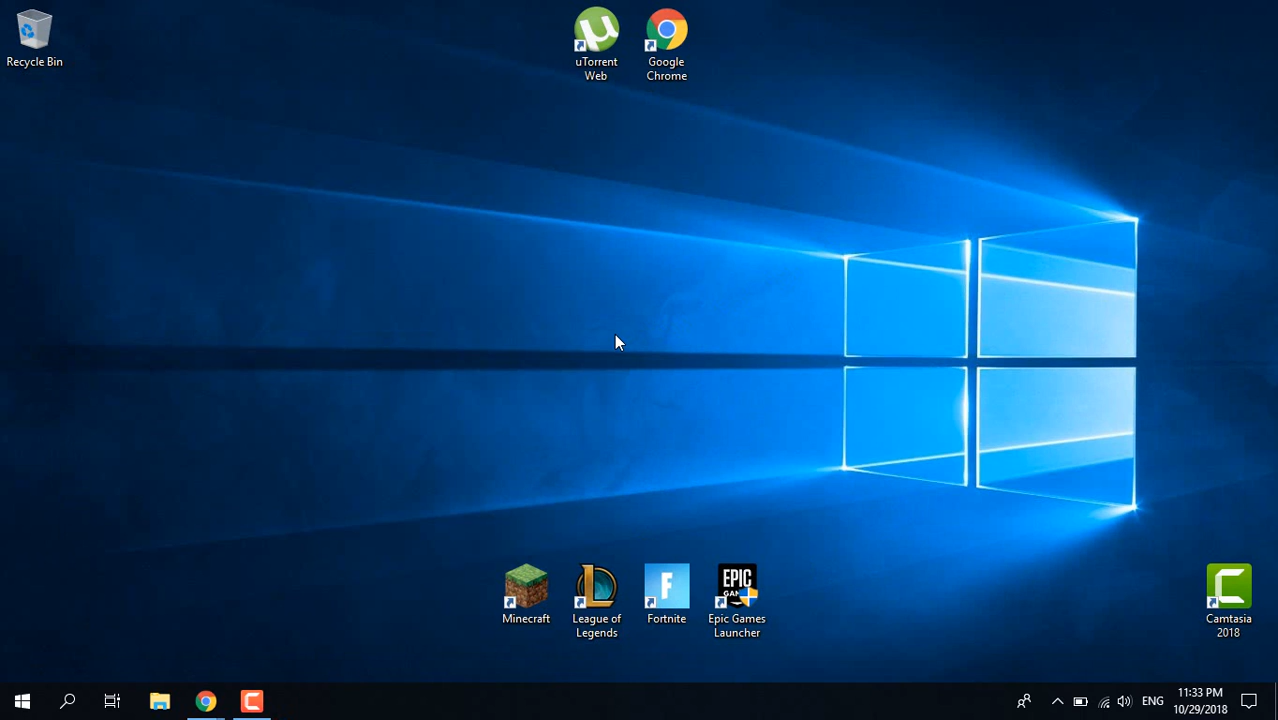 Recycle Bin
uTorrent
Web
Google
Chrome
Minecraft
League of
Legends
Fortnite
EPIC
GAMES
Epic Games
Launcher
Camtasia
2018
ENG
11:33 PM
10/29/2018